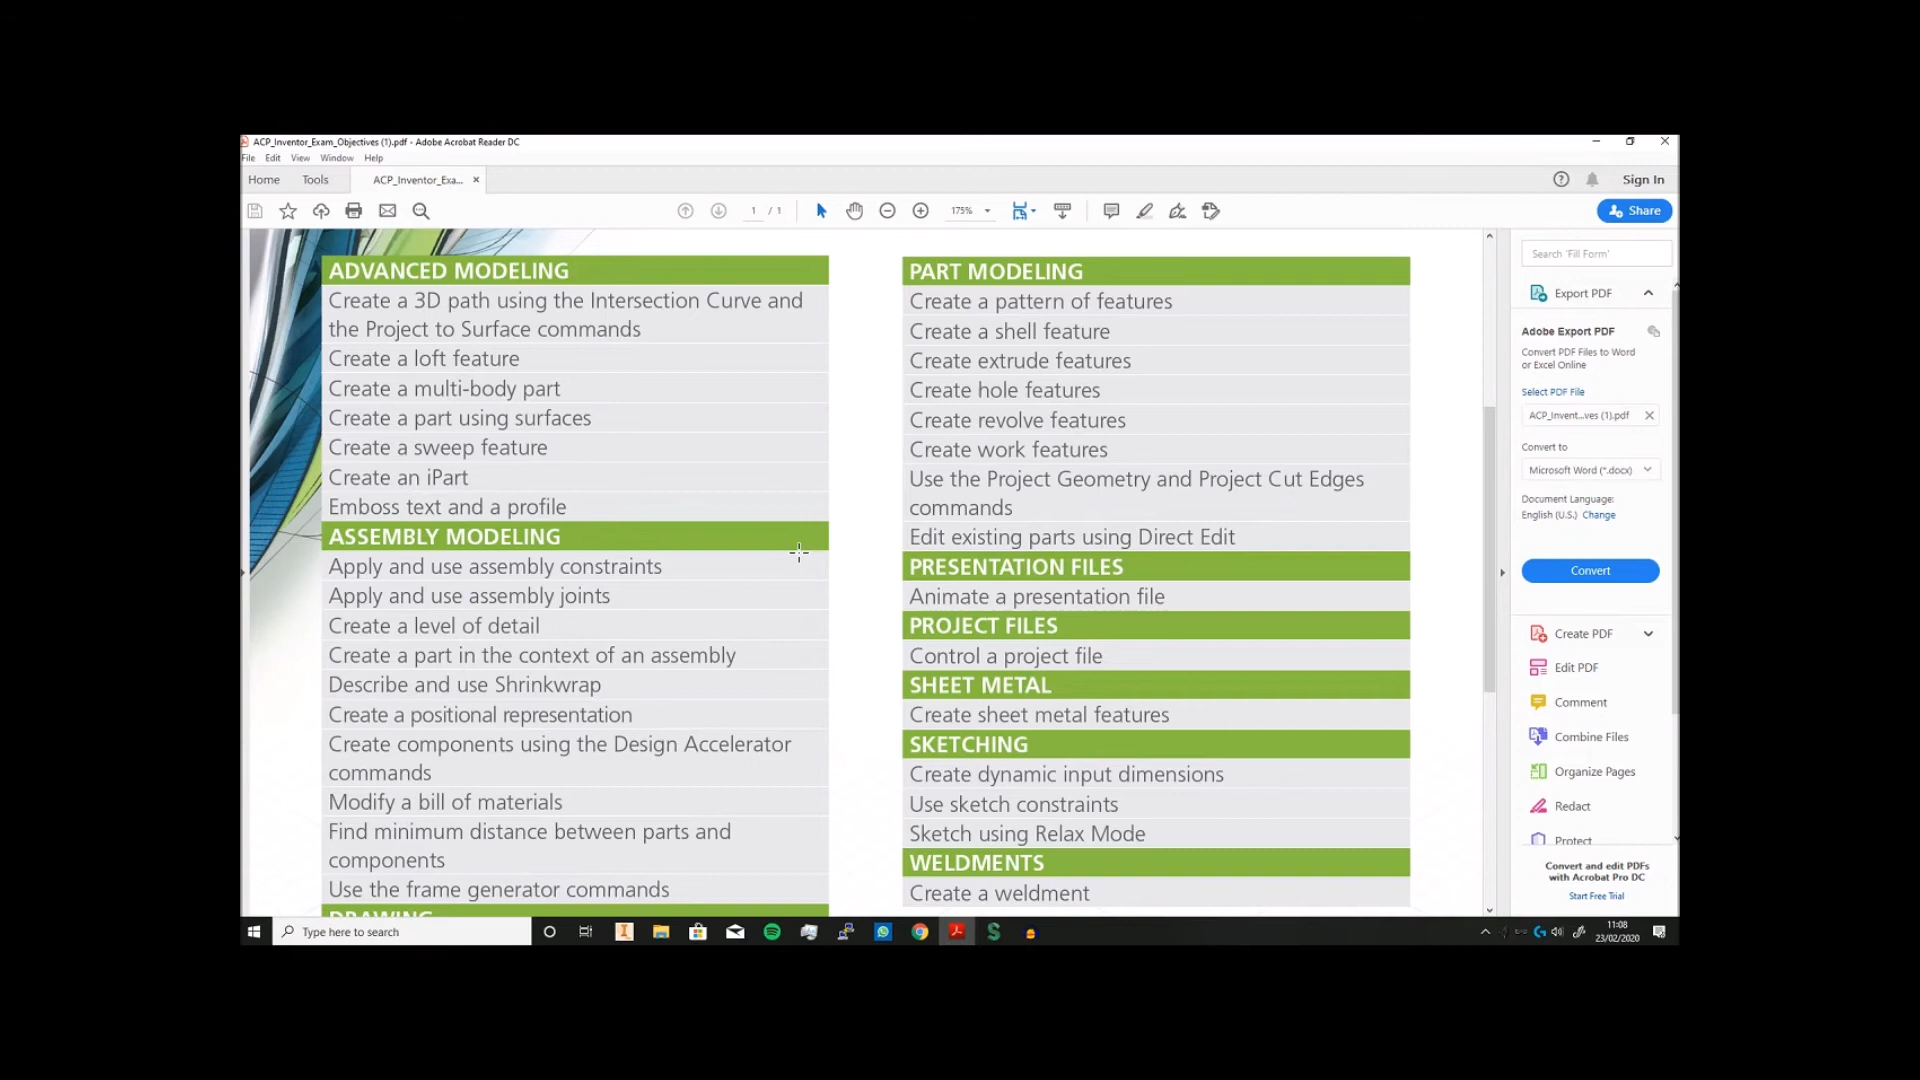 ACP_Inventor_Exam_Objectives (1).pdf - Adobe Acrobat Reader DC
File Edit View Window Help
Home Tools ACP_Inventor_Exa... ×
Sign In
1 / 1
175%
Share
ADVANCED MODELING
Create a 3D path using the Intersection Curve and
the Project to Surface commands
Create a loft feature
Create a multi-body part
Create a part using surfaces
Create a sweep feature
Create an iPart
Emboss text and a profile
ASSEMBLY MODELING
Apply and use assembly constraints
Apply and use assembly joints
Create a level of detail
Create a part in the context of an assembly
Describe and use Shrinkwrap
Create a positional representation
Create components using the Design Accelerator
commands
Modify a bill of materials
Find minimum distance between parts and
components
Use the frame generator commands
DRAWING
PART MODELING
Create a pattern of features
Create a shell feature
Create extrude features
Create hole features
Create revolve features
Create work features
Use the Project Geometry and Project Cut Edges
commands
Edit existing parts using Direct Edit
PRESENTATION FILES
Animate a presentation file
PROJECT FILES
Control a project file
SHEET METAL
Create sheet metal features
SKETCHING
Create dynamic input dimensions
Use sketch constraints
Sketch using Relax Mode
WELDMENTS
Create a weldment
Search 'Fill Form'
Export PDF
Adobe Export PDF
Convert PDF Files to Word
or Excel Online
Select PDF File
ACP_Invent...ves (1).pdf
Convert to
Microsoft Word (*.docx)
Document Language:
English (U.S.) Change
Convert
Create PDF
Edit PDF
Comment
Combine Files
Organize Pages
Redact
Protect
Convert and edit PDFs
with Acrobat Pro DC
Start Free Trial
Type here to search
11:08
23/02/2020